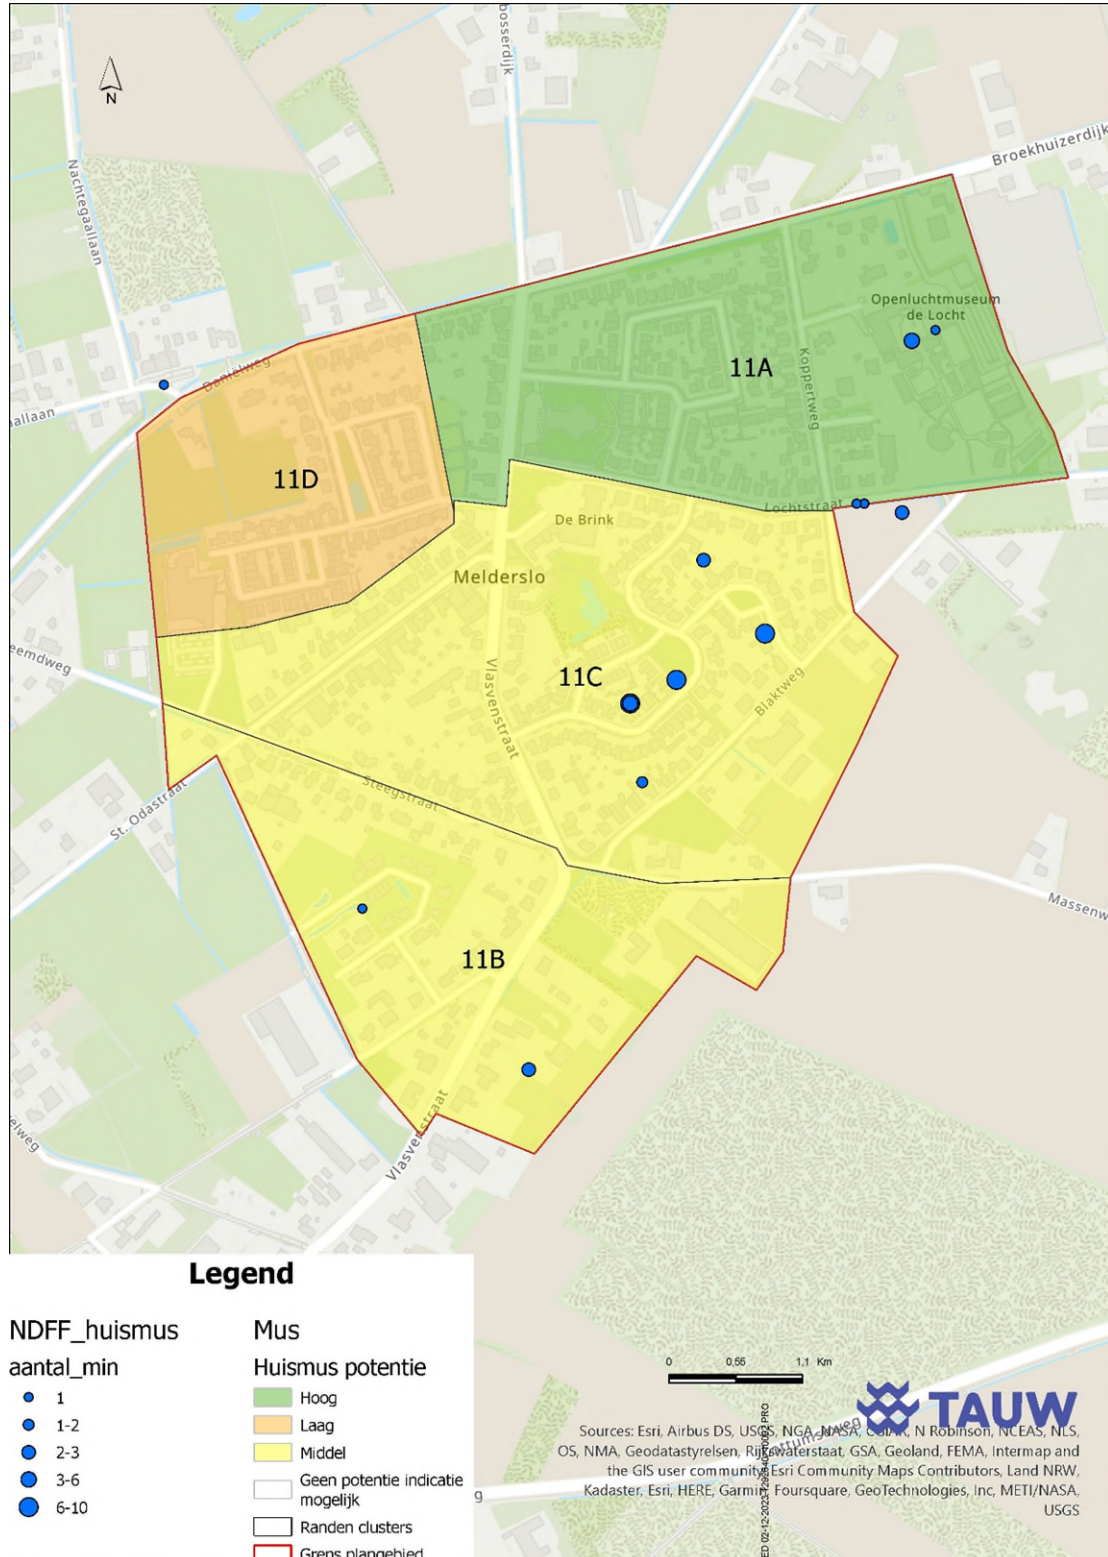 bosserdijk
N
Nachtegaallaan
Broekhuizerdijk
Openluchtmuseum
de Locht
11A
Koppertweg
Daniëlweg
allaan
11D
Lochtstraat
De Brink
Melderslo
eemdweg
Vlasvenstraat
11C
Blaktweg
Steegstraat
St. Odastraat
Massenw
11B
Vlasvenstraat
elweg
Legend
NDFF_huismus
aantal_min
1
1-2
2-3
3-6
6-10
Mus
Huismus potentie
Hoog
Laag
Middel
Geen potentie indicatie
mogelijk
Randen clusters
Grens plangebied
0 0,55 1,1 Km
TAUW
g
Sources: Esri, Airbus DS, USGS, NGA, NASA, CGIAR, N Robinson, NCEAS, NLS,
OS, NMA, Geodatastyrelsen, Rijkswaterstaat, GSA, Geoland, FEMA, Intermap and
the GIS user community, Esri Community Maps Contributors, Land NRW,
Kadaster, Esri, HERE, Garmin, Foursquare, GeoTechnologies, Inc, METI/NASA,
USGS